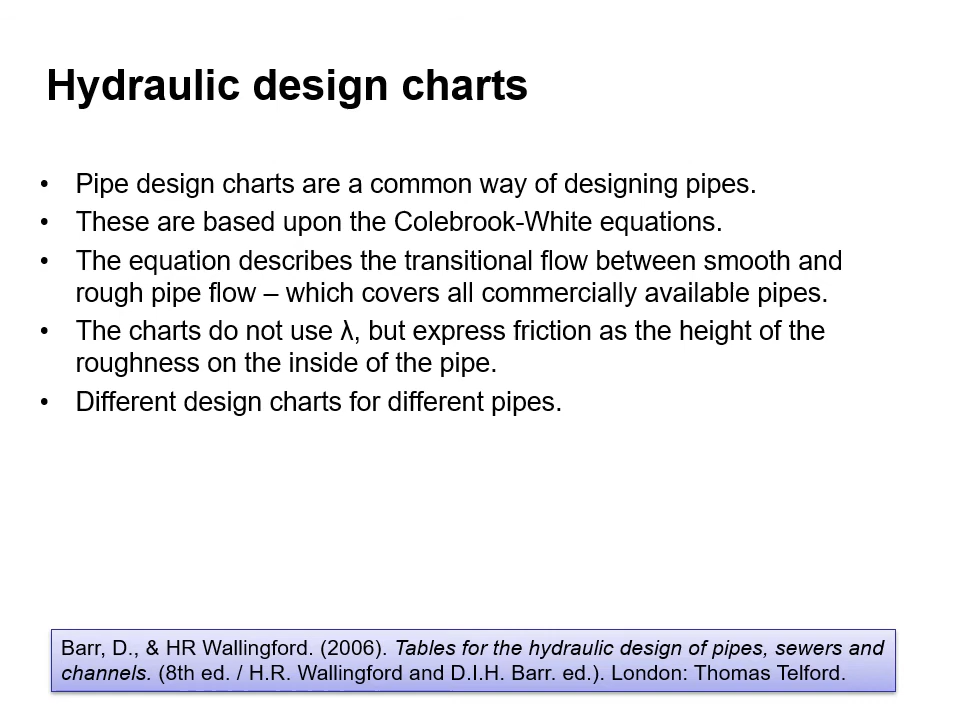 Hydraulic design charts
• Pipe design charts are a common way of designing pipes.
• These are based upon the Colebrook-White equations.
• The equation describes the transitional flow between smooth and
rough pipe flow – which covers all commercially available pipes.
• The charts do not use λ, but express friction as the height of the
roughness on the inside of the pipe.
• Different design charts for different pipes.
Barr, D., & HR Wallingford. (2006). Tables for the hydraulic design of pipes, sewers and
channels. (8th ed. / H.R. Wallingford and D.I.H. Barr. ed.). London: Thomas Telford.